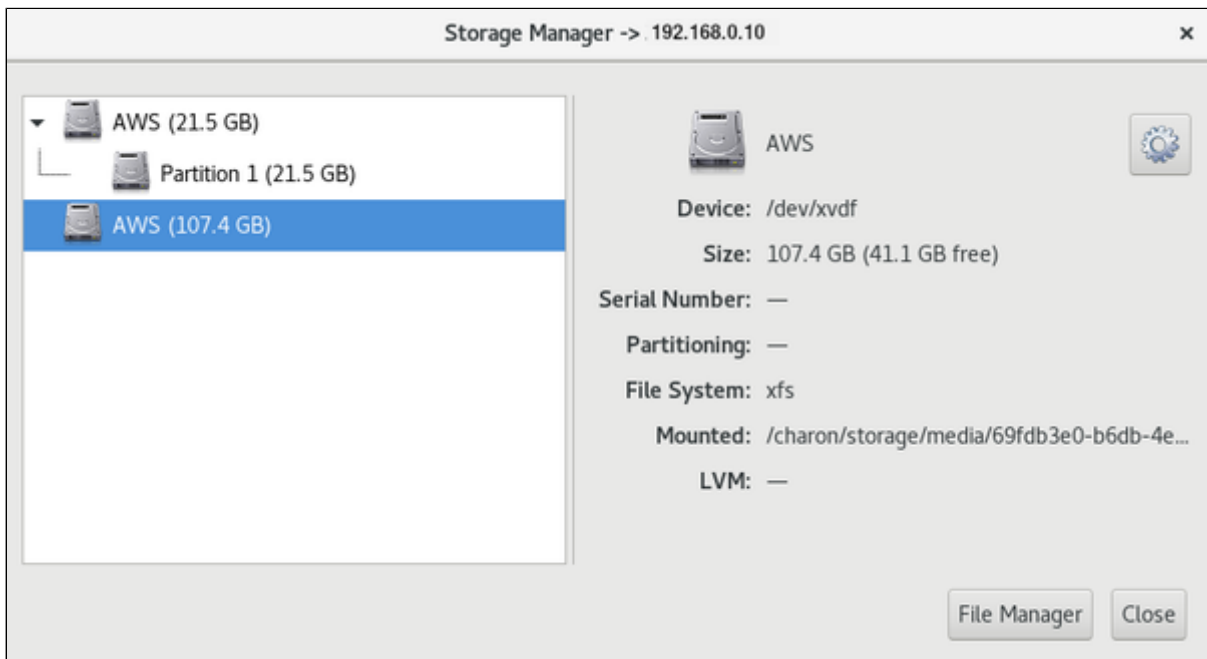 Storage Manager -> 192.168.0.10
×
AWS (21.5 GB)
Partition 1 (21.5 GB)
AWS (107.4 GB)
AWS
Device: /dev/xvdf
Size: 107.4 GB (41.1 GB free)
Serial Number: —
Partitioning: —
File System: xfs
Mounted: /charon/storage/media/69fdb3e0-b6db-4e...
LVM: —
File Manager
Close